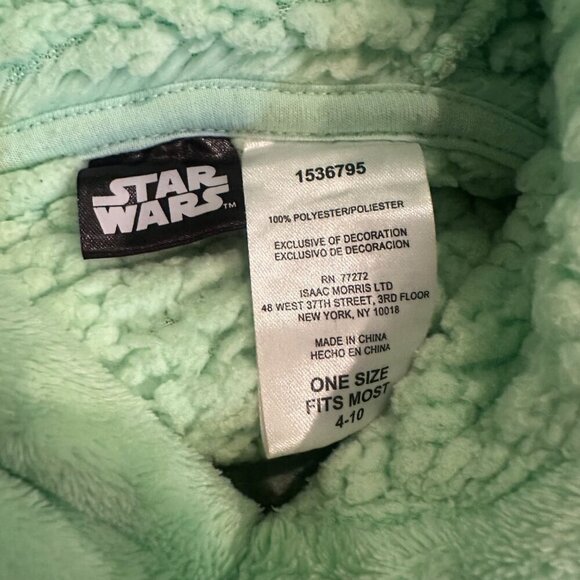 STAR
WARS™
1536795
100% POLYESTER/POLIESTER
EXCLUSIVE OF DECORATION
EXCLUSIVO DE DECORACION
RN 77272
ISAAC MORRIS LTD
48 WEST 37TH STREET, 3RD FLOOR
NEW YORK, NY 10018
MADE IN CHINA
HECHO EN CHINA
ONE SIZE
FITS MOST
4-10